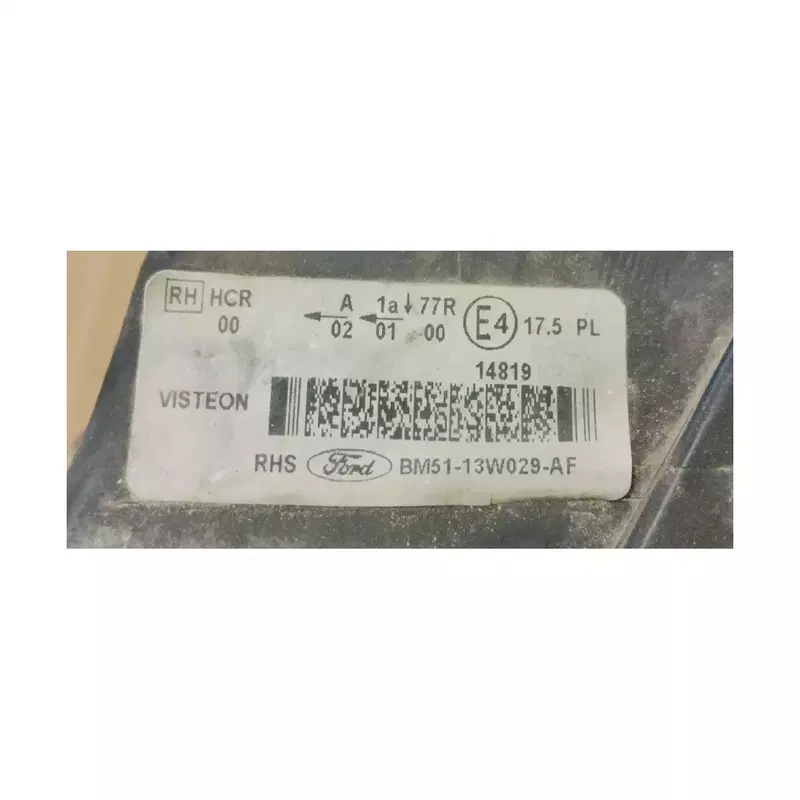 RH HCR A 1a↓77R E4 17.5 PL
00 02 01 00
14819
VISTEON
RHS Ford BM51-13W029-AF